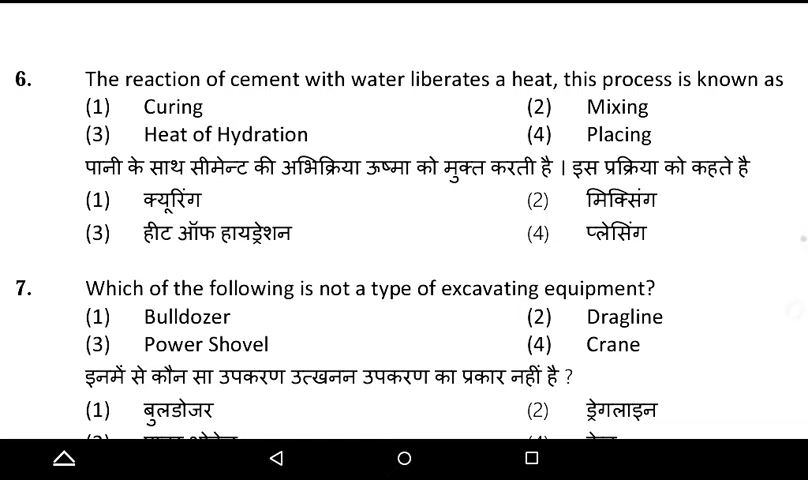 6. The reaction of cement with water liberates a heat, this process is known as
(1) Curing (2) Mixing
(3) Heat of Hydration (4) Placing
पानी के साथ सीमेन्ट की अभिक्रिया ऊष्मा को मुक्त करती है । इस प्रक्रिया को कहते है
(1) क्यूरिंग (2) मिक्सिंग
(3) हीट ऑफ हायड्रेशन (4) प्लेसिंग
7. Which of the following is not a type of excavating equipment?
(1) Bulldozer (2) Dragline
(3) Power Shovel (4) Crane
इनमें से कौन सा उपकरण उत्खनन उपकरण का प्रकार नहीं है ?
(1) बुलडोजर (2) ड्रेगलाइन